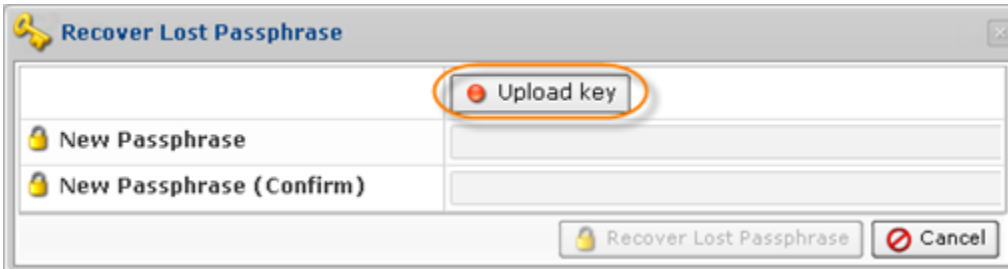 Recover Lost Passphrase
Upload key
New Passphrase
New Passphrase (Confirm)
Recover Lost Passphrase Cancel